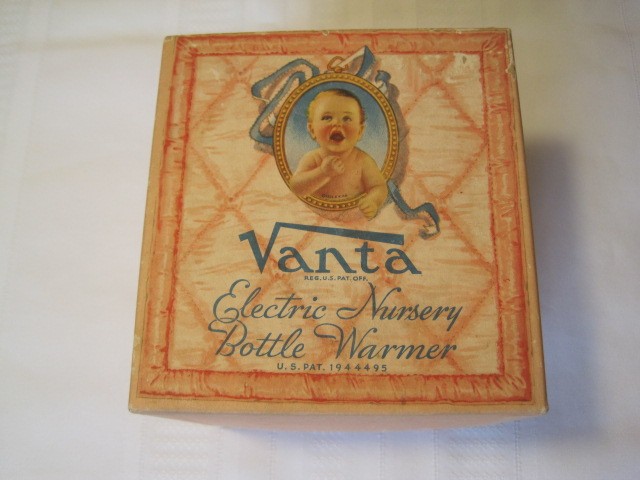 Vanta
REG. U.S. PAT. OFF.
Electric Nursery
Bottle Warmer
U.S. PAT. 1944495